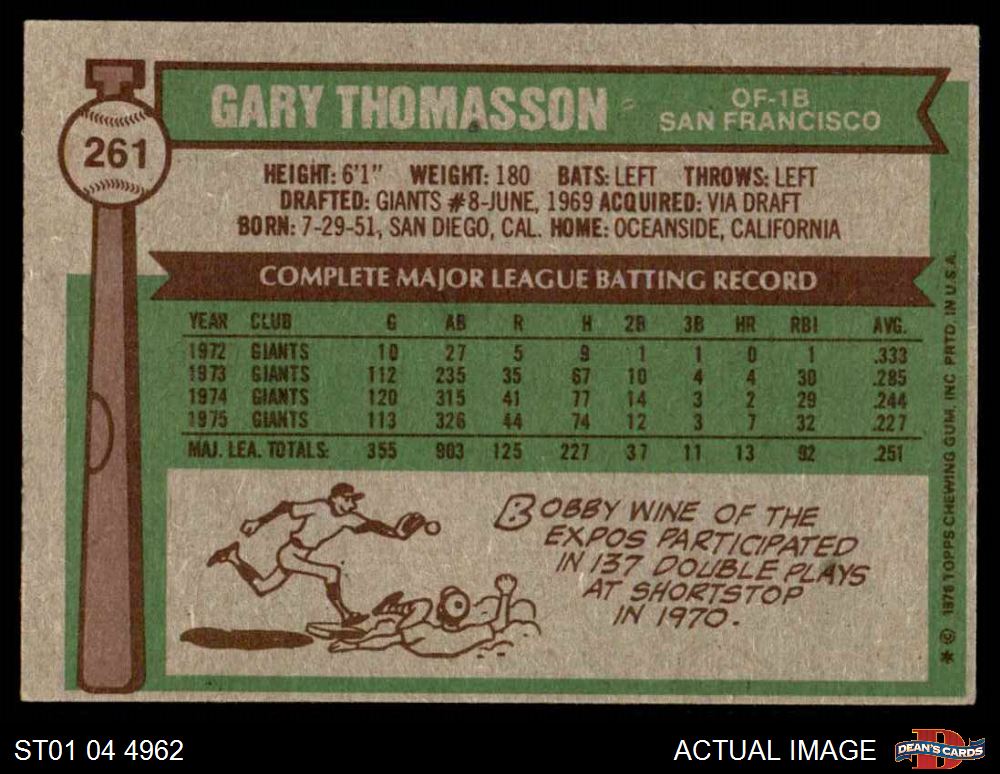 261
GARY THOMASSON
OF-1B
SAN FRANCISCO
HEIGHT: 6'1" WEIGHT: 180 BATS: LEFT THROWS: LEFT
DRAFTED: GIANTS #8-JUNE, 1969 ACQUIRED: VIA DRAFT
BORN: 7-29-51, SAN DIEGO, CAL. HOME: OCEANSIDE, CALIFORNIA
COMPLETE MAJOR LEAGUE BATTING RECORD
YEAR CLUB G AB R H 2B 3B HR RBI AVG.
1972 GIANTS 10 27 5 9 1 1 0 1 .333
1973 GIANTS 112 235 35 67 10 4 4 30 .285
1974 GIANTS 120 315 41 77 14 3 2 29 .244
1975 GIANTS 113 326 44 74 12 3 7 32 .227
MAJ. LEA. TOTALS: 355 903 125 227 37 11 13 92 .251
BOBBY WINE OF THE
EXPOS PARTICIPATED
IN 137 DOUBLE PLAYS
AT SHORTSTOP
IN 1970.
* © 1976 TOPPS CHEWING GUM, INC. PRTD. IN U.S.A.
ST01 04 4962
ACTUAL IMAGE
D
DEAN'S CARDS